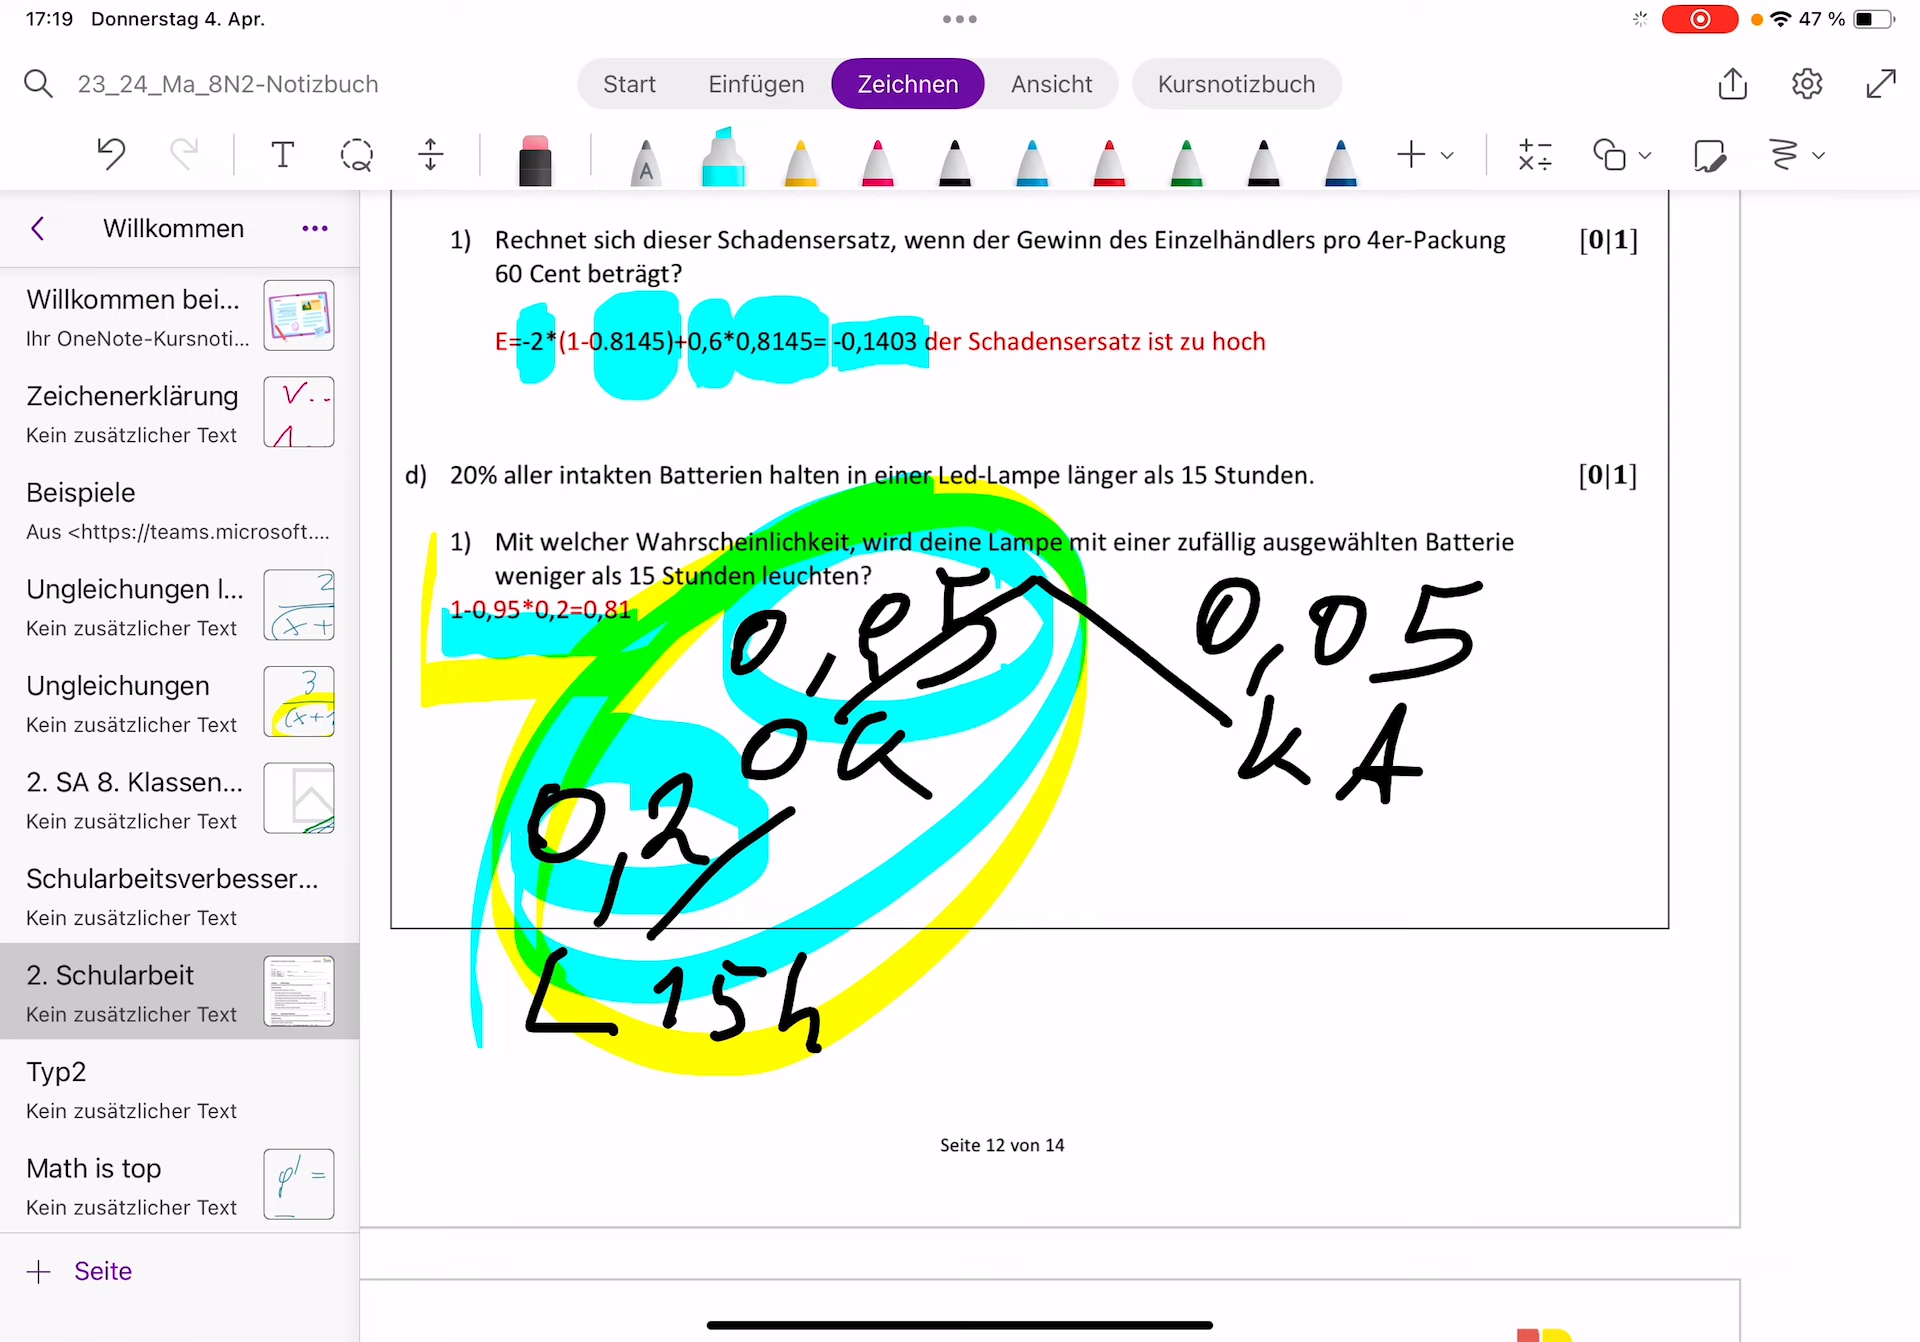 17:19 Donnerstag 4. Apr.
47 %
23_24_Ma_8N2-Notizbuch
Start Einfügen Zeichnen Ansicht Kursnotizbuch
T
A
Willkommen
Willkommen bei...
Ihr OneNote-Kursnoti...
Zeichenerklärung
Kein zusätzlicher Text
Beispiele
Aus <https://teams.microsoft....
Ungleichungen l...
Kein zusätzlicher Text
Ungleichungen
Kein zusätzlicher Text
2. SA 8. Klassen...
Kein zusätzlicher Text
Schularbeitsverbesser...
Kein zusätzlicher Text
2. Schularbeit
Kein zusätzlicher Text
Typ2
Kein zusätzlicher Text
Math is top
Kein zusätzlicher Text
Seite
1) Rechnet sich dieser Schadensersatz, wenn der Gewinn des Einzelhändlers pro 4er-Packung [0|1]
60 Cent beträgt?
E=-2*(1-0.8145)+0,6*0,8145= -0,1403 der Schadensersatz ist zu hoch
d) 20% aller intakten Batterien halten in einer Led-Lampe länger als 15 Stunden. [0|1]
1) Mit welcher Wahrscheinlichkeit, wird deine Lampe mit einer zufällig ausgewählten Batterie
weniger als 15 Stunden leuchten?
1-0,95*0,2=0,81
0,95 0,05
ok kA
0,2
L 15h
Seite 12 von 14